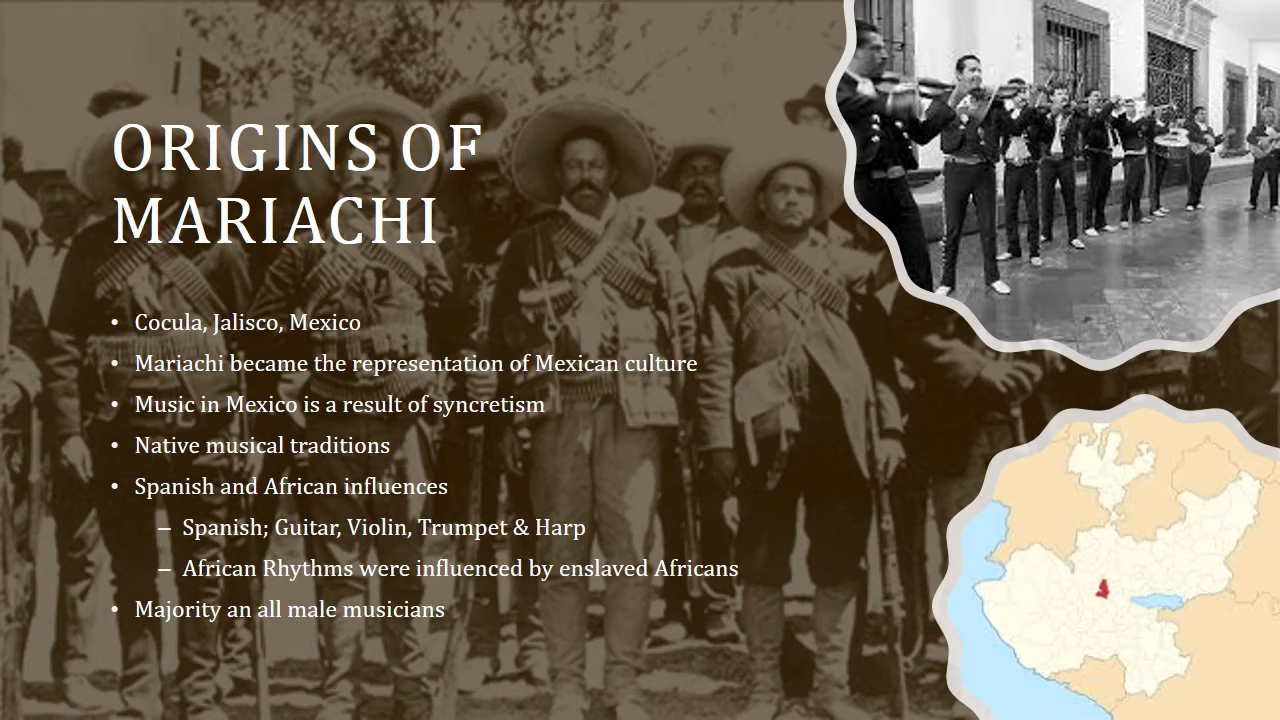 ORIGINS OF
MARIACHI
• Cocula, Jalisco, Mexico
• Mariachi became the representation of Mexican culture
• Music in Mexico is a result of syncretism
• Native musical traditions
• Spanish and African influences
– Spanish; Guitar, Violin, Trumpet & Harp
– African Rhythms were influenced by enslaved Africans
• Majority an all male musicians